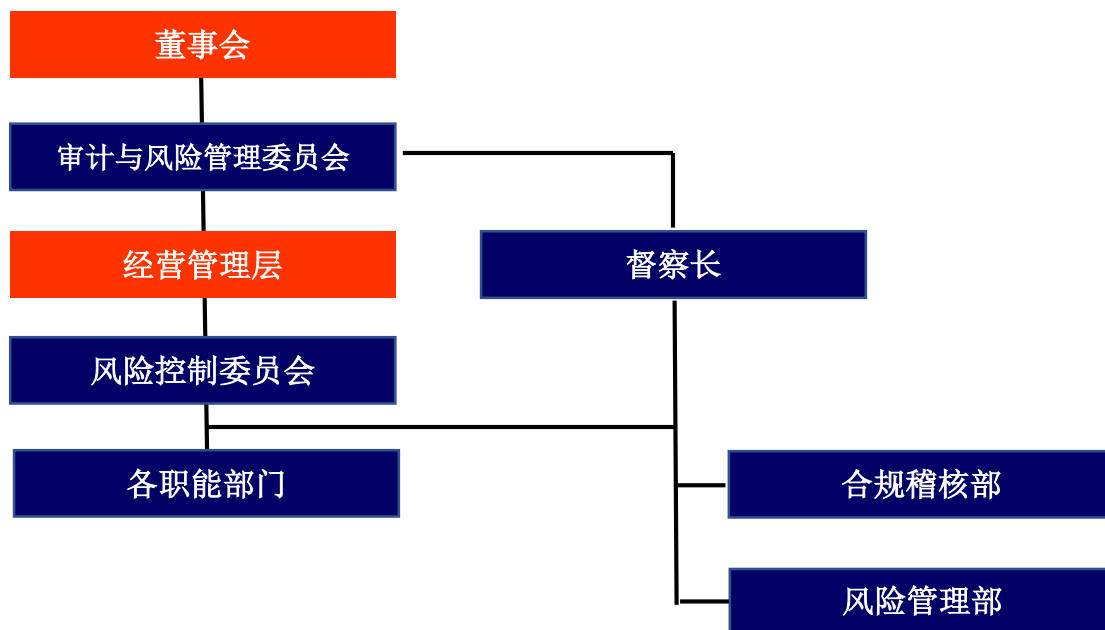 董事会
审计与风险管理委员会
经营管理层
督察长
风险控制委员会
各职能部门
合规稽核部
风险管理部